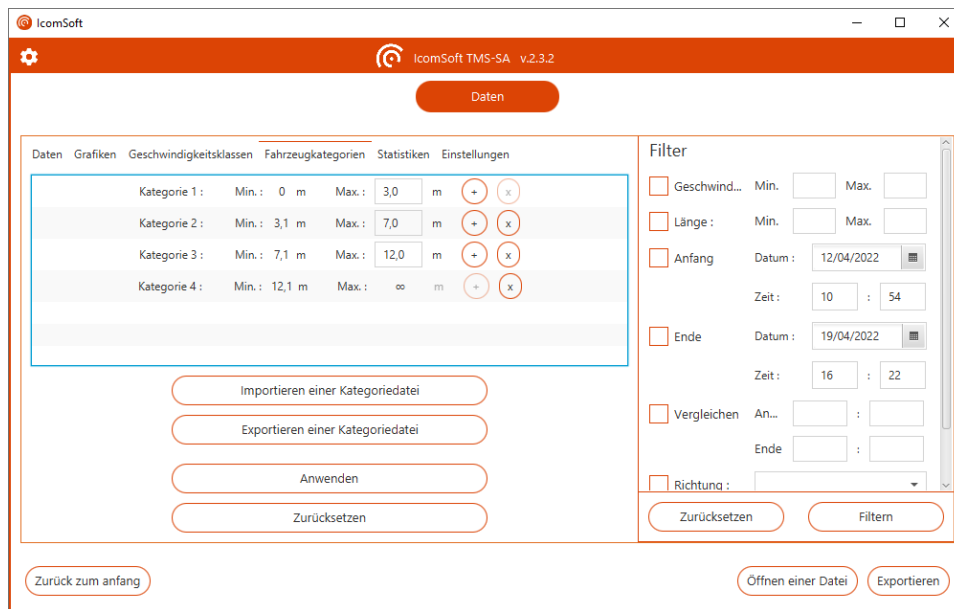 IcomSoft
IcomSoft TMS-SA v.2.3.2
Daten
Daten Grafiken Geschwindigkeitsklassen Fahrzeugkategorien Statistiken Einstellungen
Kategorie 1 : Min. : 0 m Max. : 3,0 m + x
Kategorie 2 : Min. : 3,1 m Max. : 7,0 m + x
Kategorie 3 : Min. : 7,1 m Max. : 12,0 m + x
Kategorie 4 : Min. : 12,1 m Max. : ∞ m + x
Importieren einer Kategoriedatei
Exportieren einer Kategoriedatei
Anwenden
Zurücksetzen
Filter
Geschwind... Min. Max.
Länge : Min. Max.
Anfang Datum : 12/04/2022
Zeit : 10 : 54
Ende Datum : 19/04/2022
Zeit : 16 : 22
Vergleichen An... :
Ende :
Richtung :
Zurücksetzen Filtern
Zurück zum anfang Öffnen einer Datei Exportieren